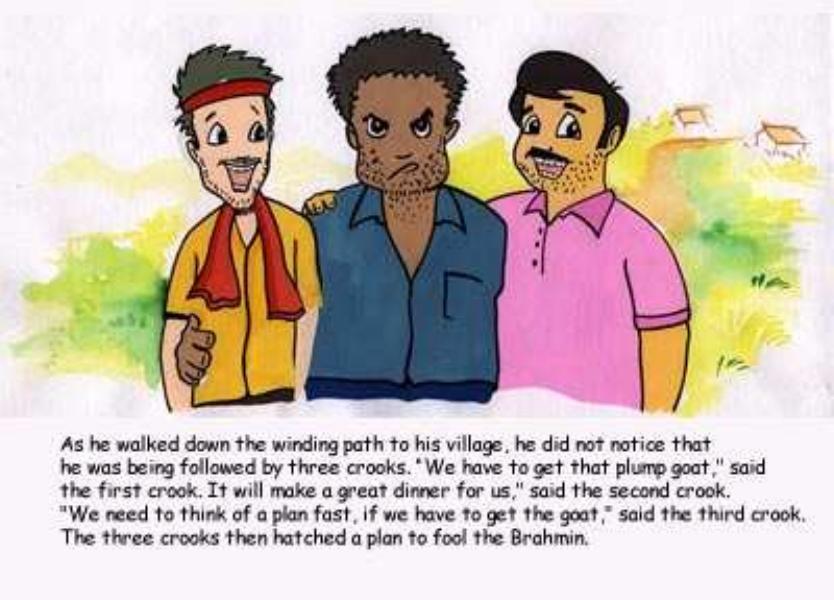 As he walked down the winding path to his village, he did not notice that
he was being followed by three crooks. "We have to get that plump goat," said
the first crook. It will make a great dinner for us," said the second crook.
"We need to think of a plan fast, if we have to get the goat," said the third crook.
The three crooks then hatched a plan to fool the Brahmin.